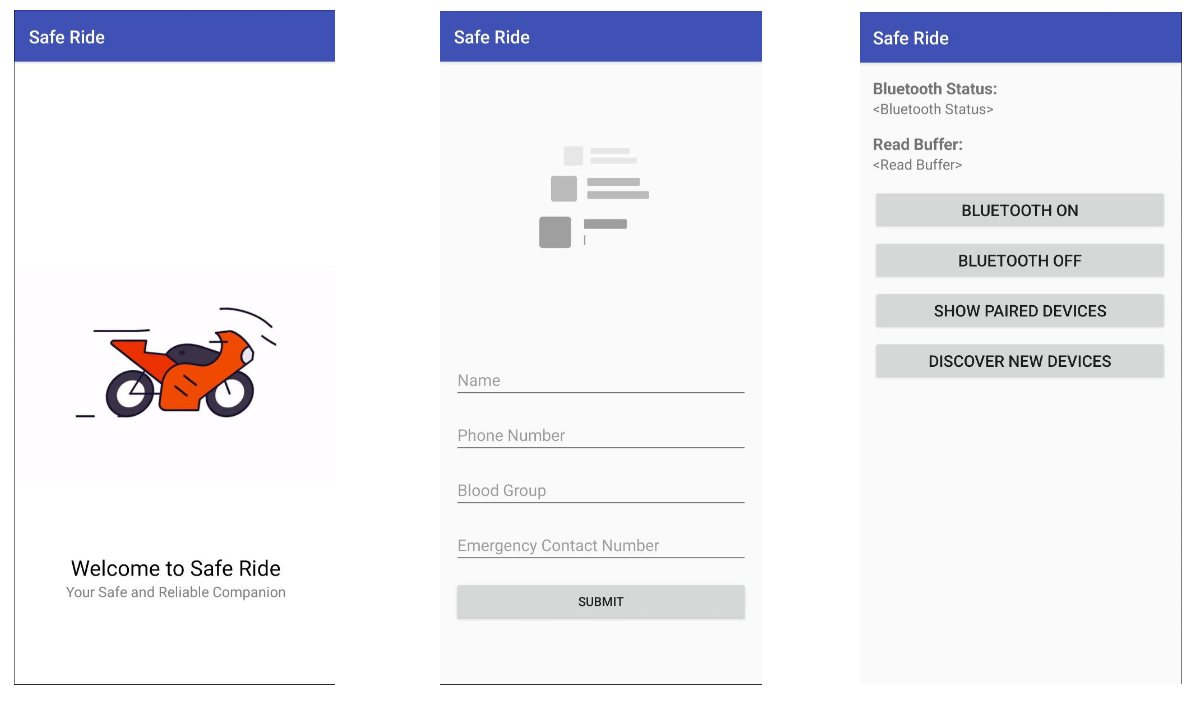 Safe Ride
Welcome to Safe Ride
Your Safe and Reliable Companion
Safe Ride
Name
Phone Number
Blood Group
Emergency Contact Number
SUBMIT
Safe Ride
Bluetooth Status:
<Bluetooth Status>
Read Buffer:
<Read Buffer>
BLUETOOTH ON
BLUETOOTH OFF
SHOW PAIRED DEVICES
DISCOVER NEW DEVICES